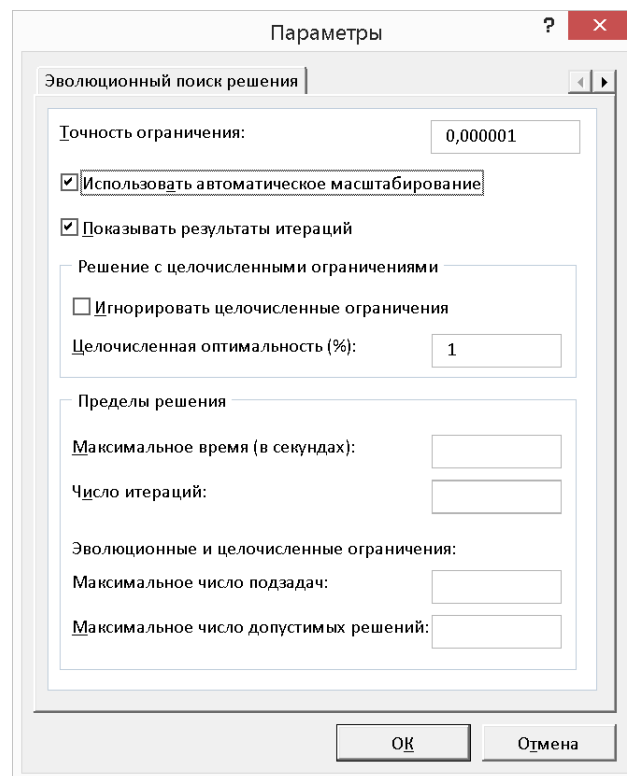 Параметры
?
Эволюционный поиск решения
Точность ограничения:
0,000001
Использовать автоматическое масштабирование
Показывать результаты итераций
Решение с целочисленными ограничениями
Игнорировать целочисленные ограничения
Целочисленная оптимальность (%):
1
Пределы решения
Максимальное время (в секундах):
Число итераций:
Эволюционные и целочисленные ограничения:
Максимальное число подзадач:
Максимальное число допустимых решений:
ОК
Отмена